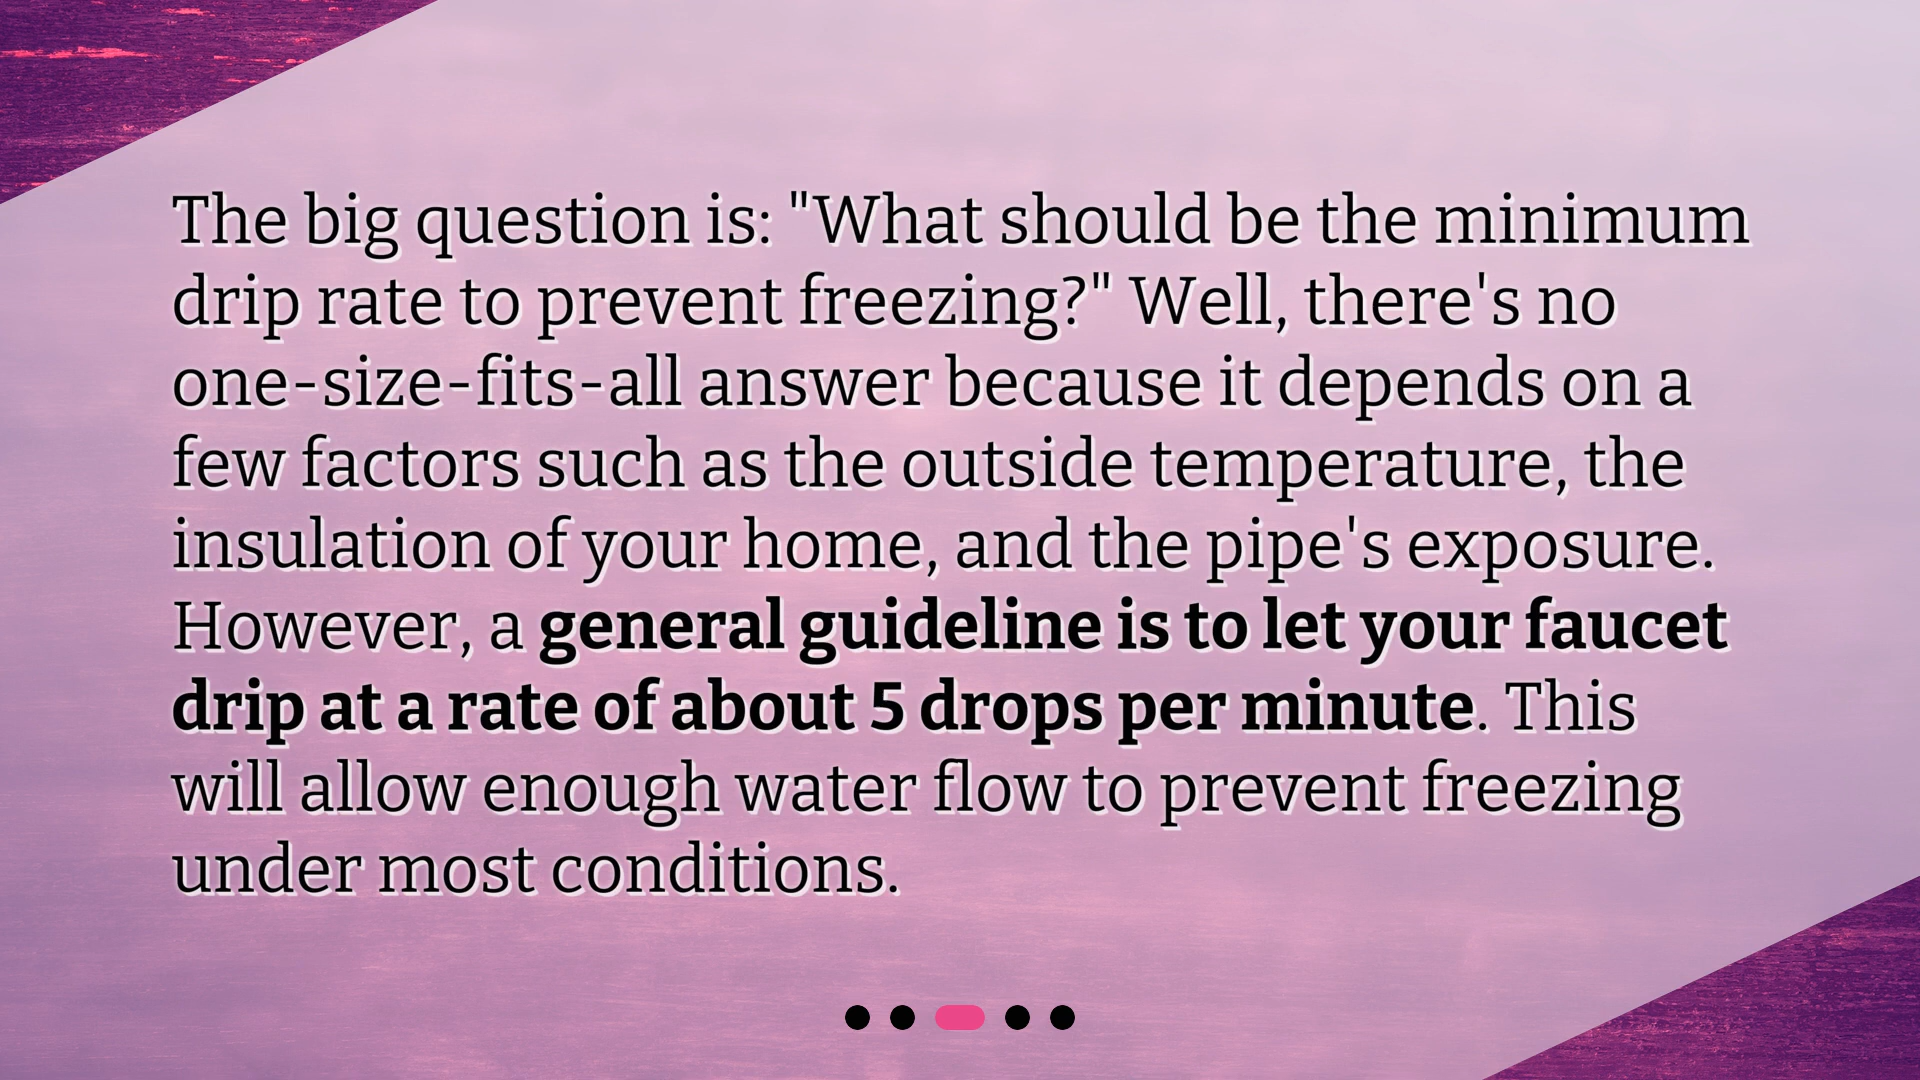 The big question is: "What should be the minimum
drip rate to prevent freezing?" Well, there's no
one-size-fits-all answer because it depends on a
few factors such as the outside temperature, the
insulation of your home, and the pipe's exposure.
However, a general guideline is to let your faucet
drip at a rate of about 5 drops per minute. This
will allow enough water flow to prevent freezing
under most conditions.